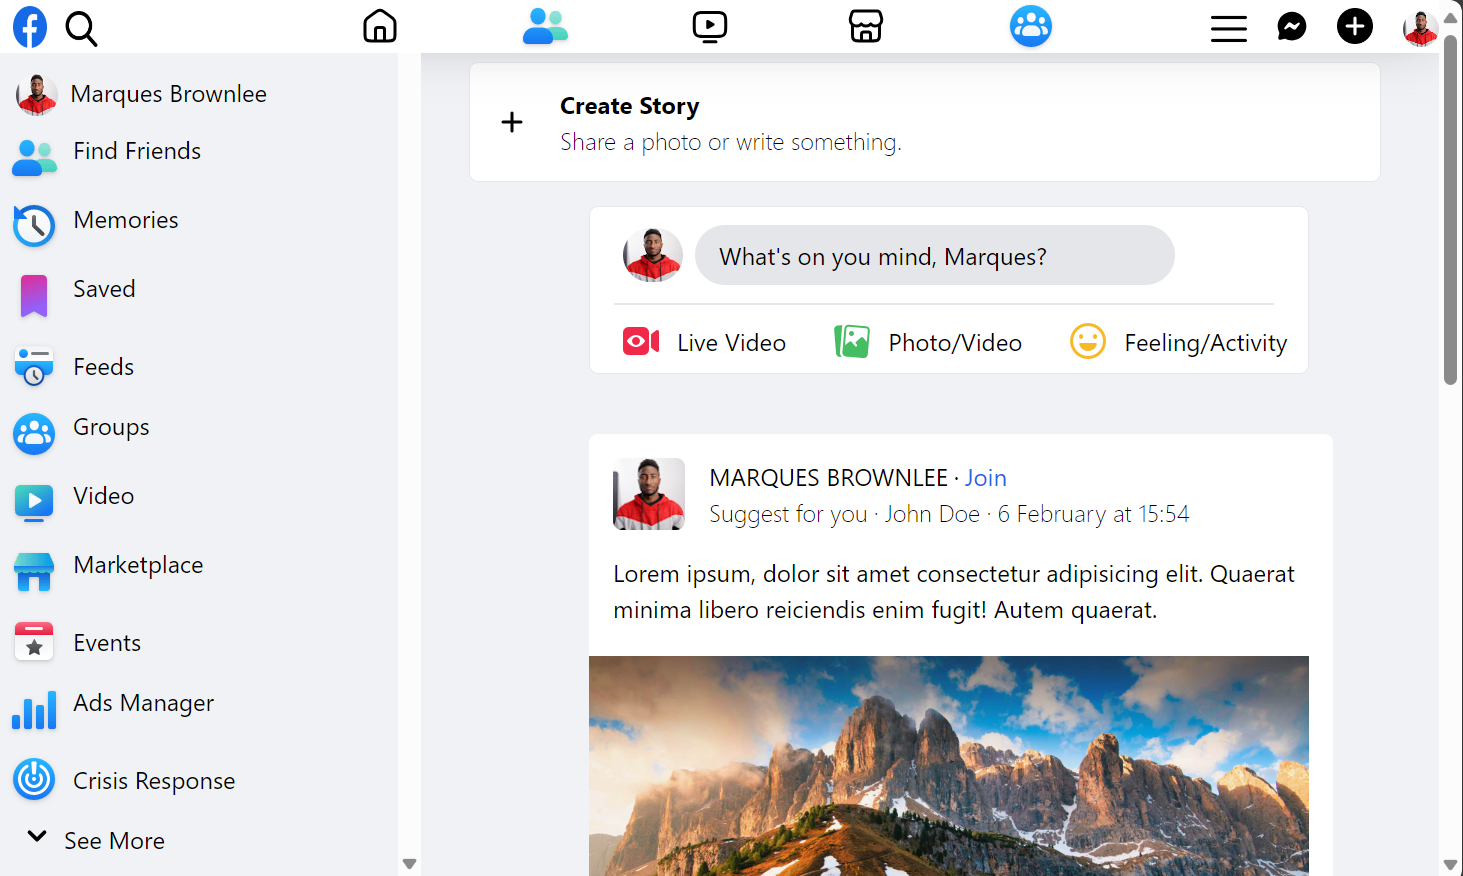 Marques Brownlee
Find Friends
Memories
Saved
Feeds
Groups
Video
Marketplace
Events
Ads Manager
Crisis Response
See More
Create Story
Share a photo or write something.
What's on you mind, Marques?
Live Video
Photo/Video
Feeling/Activity
MARQUES BROWNLEE · Join
Suggest for you · John Doe · 6 February at 15:54
Lorem ipsum, dolor sit amet consectetur adipisicing elit. Quaerat
minima libero reiciendis enim fugit! Autem quaerat.